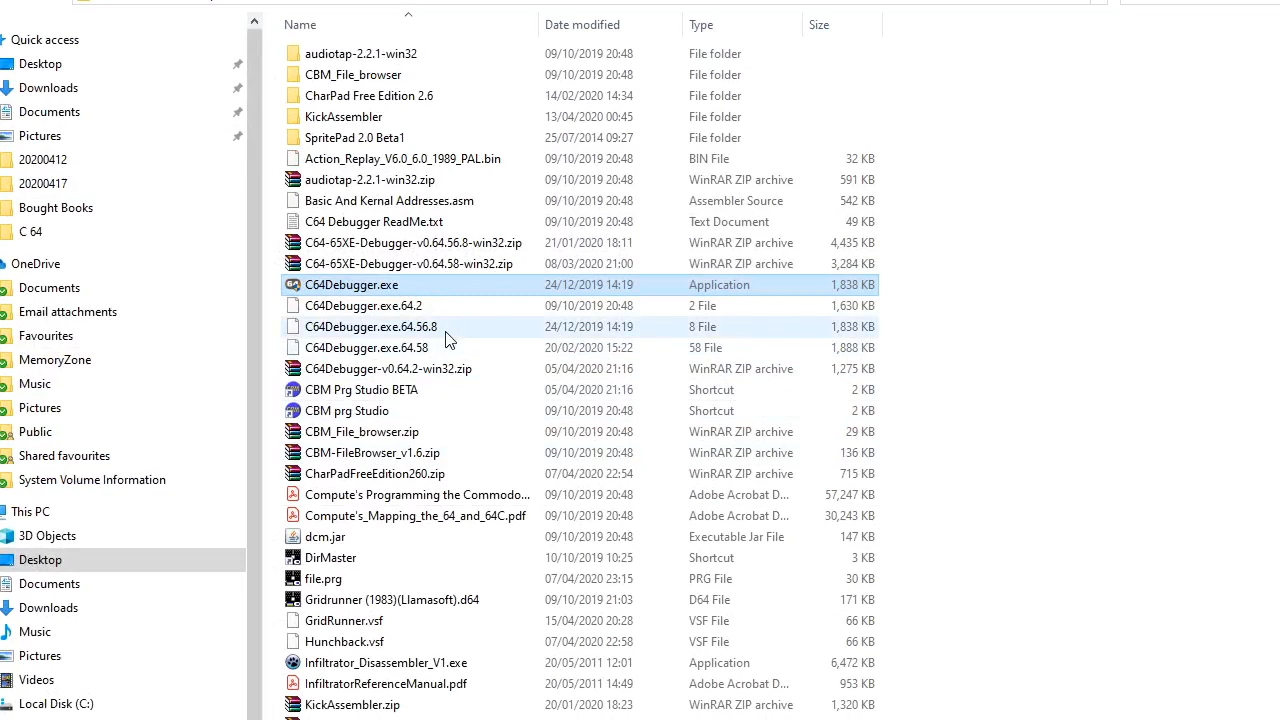 Name Date modified Type Size
Quick access
Desktop
Downloads
Documents
Pictures
20200412
20200417
Bought Books
C 64
OneDrive
Documents
Email attachments
Favourites
MemoryZone
Music
Pictures
Public
Shared favourites
System Volume Information
This PC
3D Objects
Desktop
Documents
Downloads
Music
Pictures
Videos
Local Disk (C:)
audiotap-2.2.1-win32 09/10/2019 20:48 File folder
CBM_File_browser 09/10/2019 20:48 File folder
CharPad Free Edition 2.6 14/02/2020 14:34 File folder
KickAssembler 13/04/2020 00:45 File folder
SpritePad 2.0 Beta1 25/07/2014 09:27 File folder
Action_Replay_V6.0_6.0_1989_PAL.bin 09/10/2019 20:48 BIN File 32 KB
audiotap-2.2.1-win32.zip 09/10/2019 20:48 WinRAR ZIP archive 591 KB
Basic And Kernal Addresses.asm 09/10/2019 20:48 Assembler Source 542 KB
C64 Debugger ReadMe.txt 09/10/2019 20:48 Text Document 49 KB
C64-65XE-Debugger-v0.64.56.8-win32.zip 21/01/2020 18:11 WinRAR ZIP archive 4,435 KB
C64-65XE-Debugger-v0.64.58-win32.zip 08/03/2020 21:00 WinRAR ZIP archive 3,284 KB
C64Debugger.exe 24/12/2019 14:19 Application 1,838 KB
C64Debugger.exe.64.2 09/10/2019 20:48 2 File 1,630 KB
C64Debugger.exe.64.56.8 24/12/2019 14:19 8 File 1,838 KB
C64Debugger.exe.64.58 20/02/2020 15:22 58 File 1,888 KB
C64Debugger-v0.64.2-win32.zip 05/04/2020 21:16 WinRAR ZIP archive 1,275 KB
CBM Prg Studio BETA 05/04/2020 21:16 Shortcut 2 KB
CBM prg Studio 09/10/2019 20:48 Shortcut 2 KB
CBM_File_browser.zip 09/10/2019 20:48 WinRAR ZIP archive 29 KB
CBM-FileBrowser_v1.6.zip 09/10/2019 20:48 WinRAR ZIP archive 136 KB
CharPadFreeEdition260.zip 07/04/2020 22:54 WinRAR ZIP archive 715 KB
Compute's Programming the Commodo... 09/10/2019 20:48 Adobe Acrobat D... 57,247 KB
Compute's_Mapping_the_64_and_64C.pdf 09/10/2019 20:48 Adobe Acrobat D... 30,243 KB
dcm.jar 09/10/2019 20:48 Executable Jar File 147 KB
DirMaster 10/10/2019 10:25 Shortcut 3 KB
file.prg 07/04/2020 23:15 PRG File 30 KB
Gridrunner (1983)(Llamasoft).d64 09/10/2019 21:03 D64 File 171 KB
GridRunner.vsf 15/04/2020 20:28 VSF File 66 KB
Hunchback.vsf 07/04/2020 22:58 VSF File 66 KB
Infiltrator_Disassembler_V1.exe 20/05/2011 12:01 Application 6,472 KB
InfiltratorReferenceManual.pdf 20/05/2011 14:49 Adobe Acrobat D... 953 KB
KickAssembler.zip 20/01/2020 18:23 WinRAR ZIP archive 1,320 KB